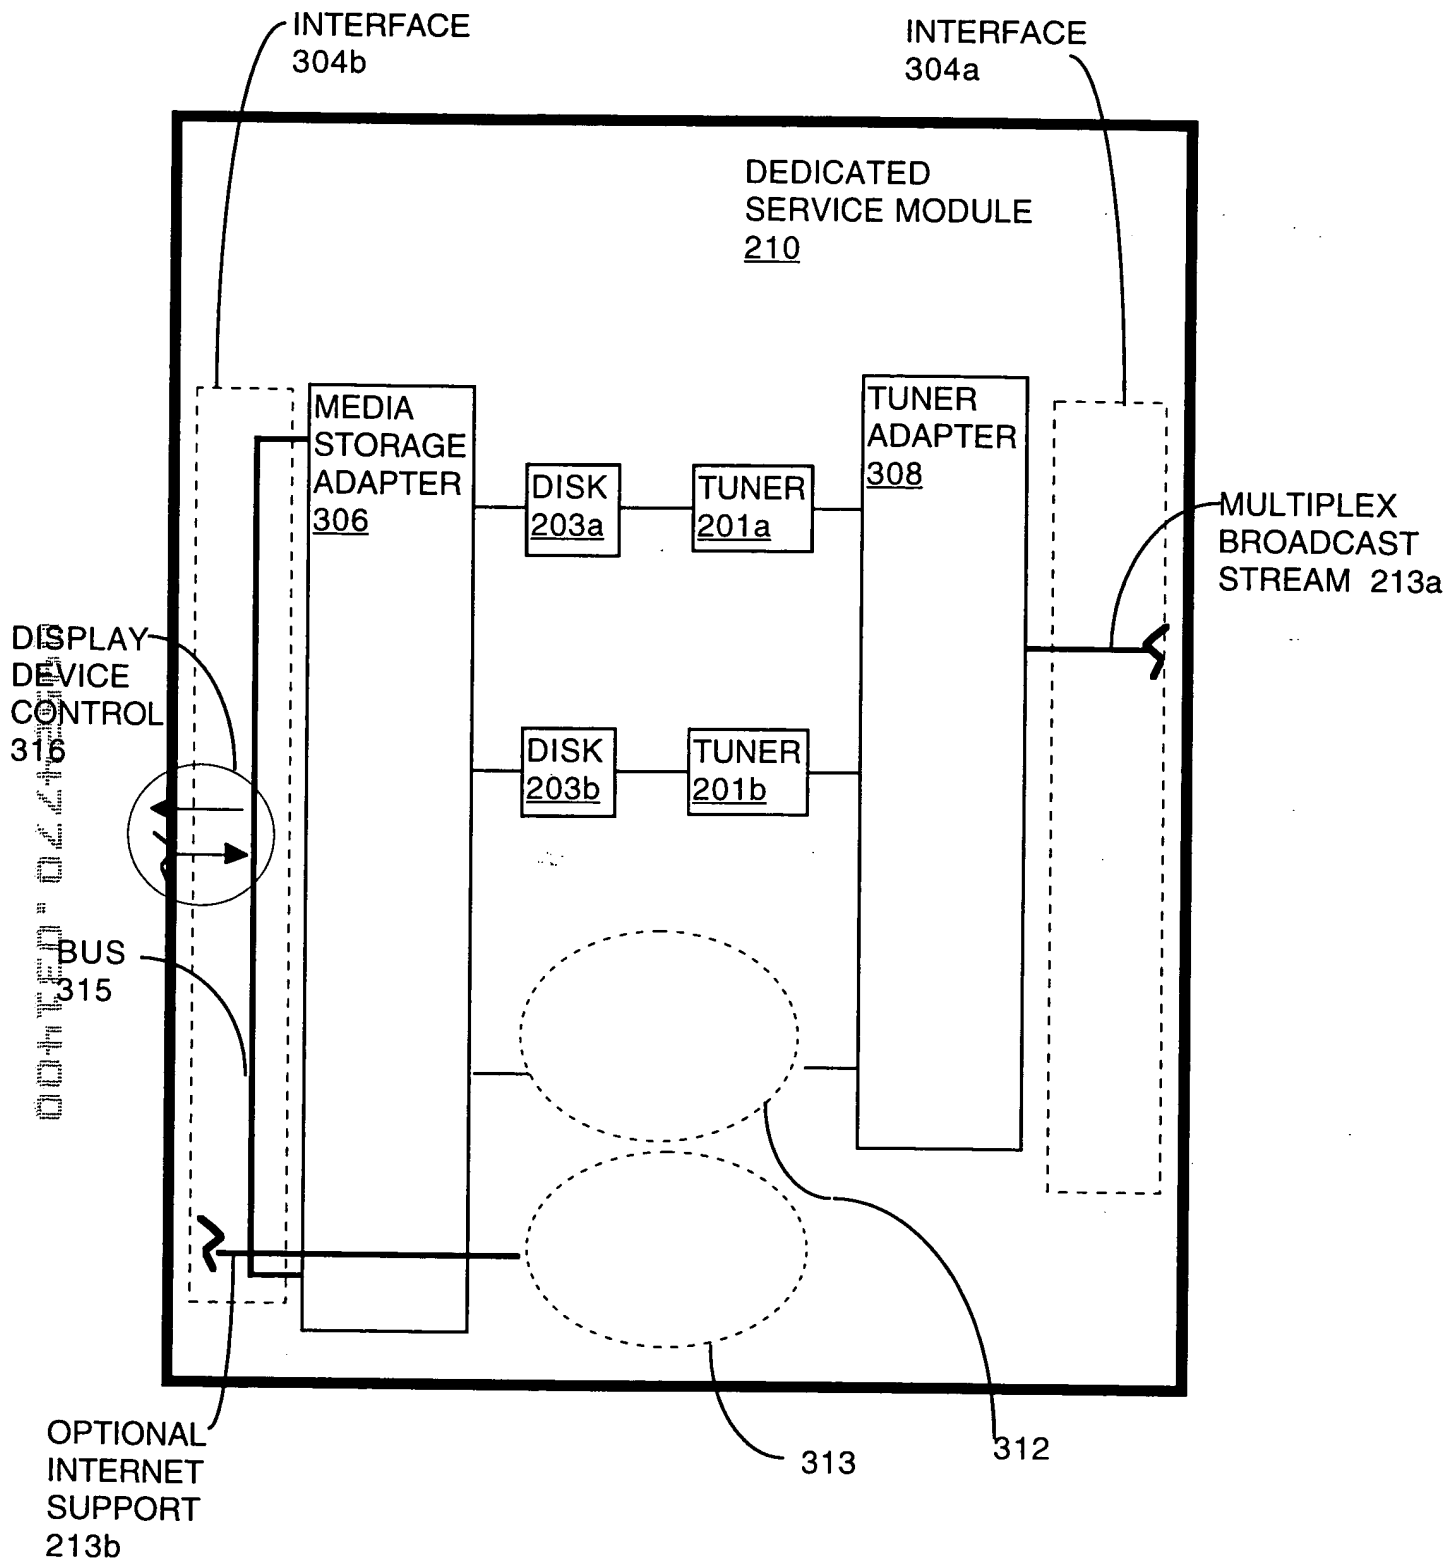 INTERFACE
304b
INTERFACE
304a
DEDICATED
SERVICE MODULE
210
MEDIA
STORAGE
ADAPTER
306
TUNER
ADAPTER
308
DISK
203a
TUNER
201a
MULTIPLEX
BROADCAST
STREAM 213a
DISPLAY
DEVICE
CONTROL
316
DISK
203b
TUNER
201b
BUS
315
312
313
OPTIONAL
INTERNET
SUPPORT
213b